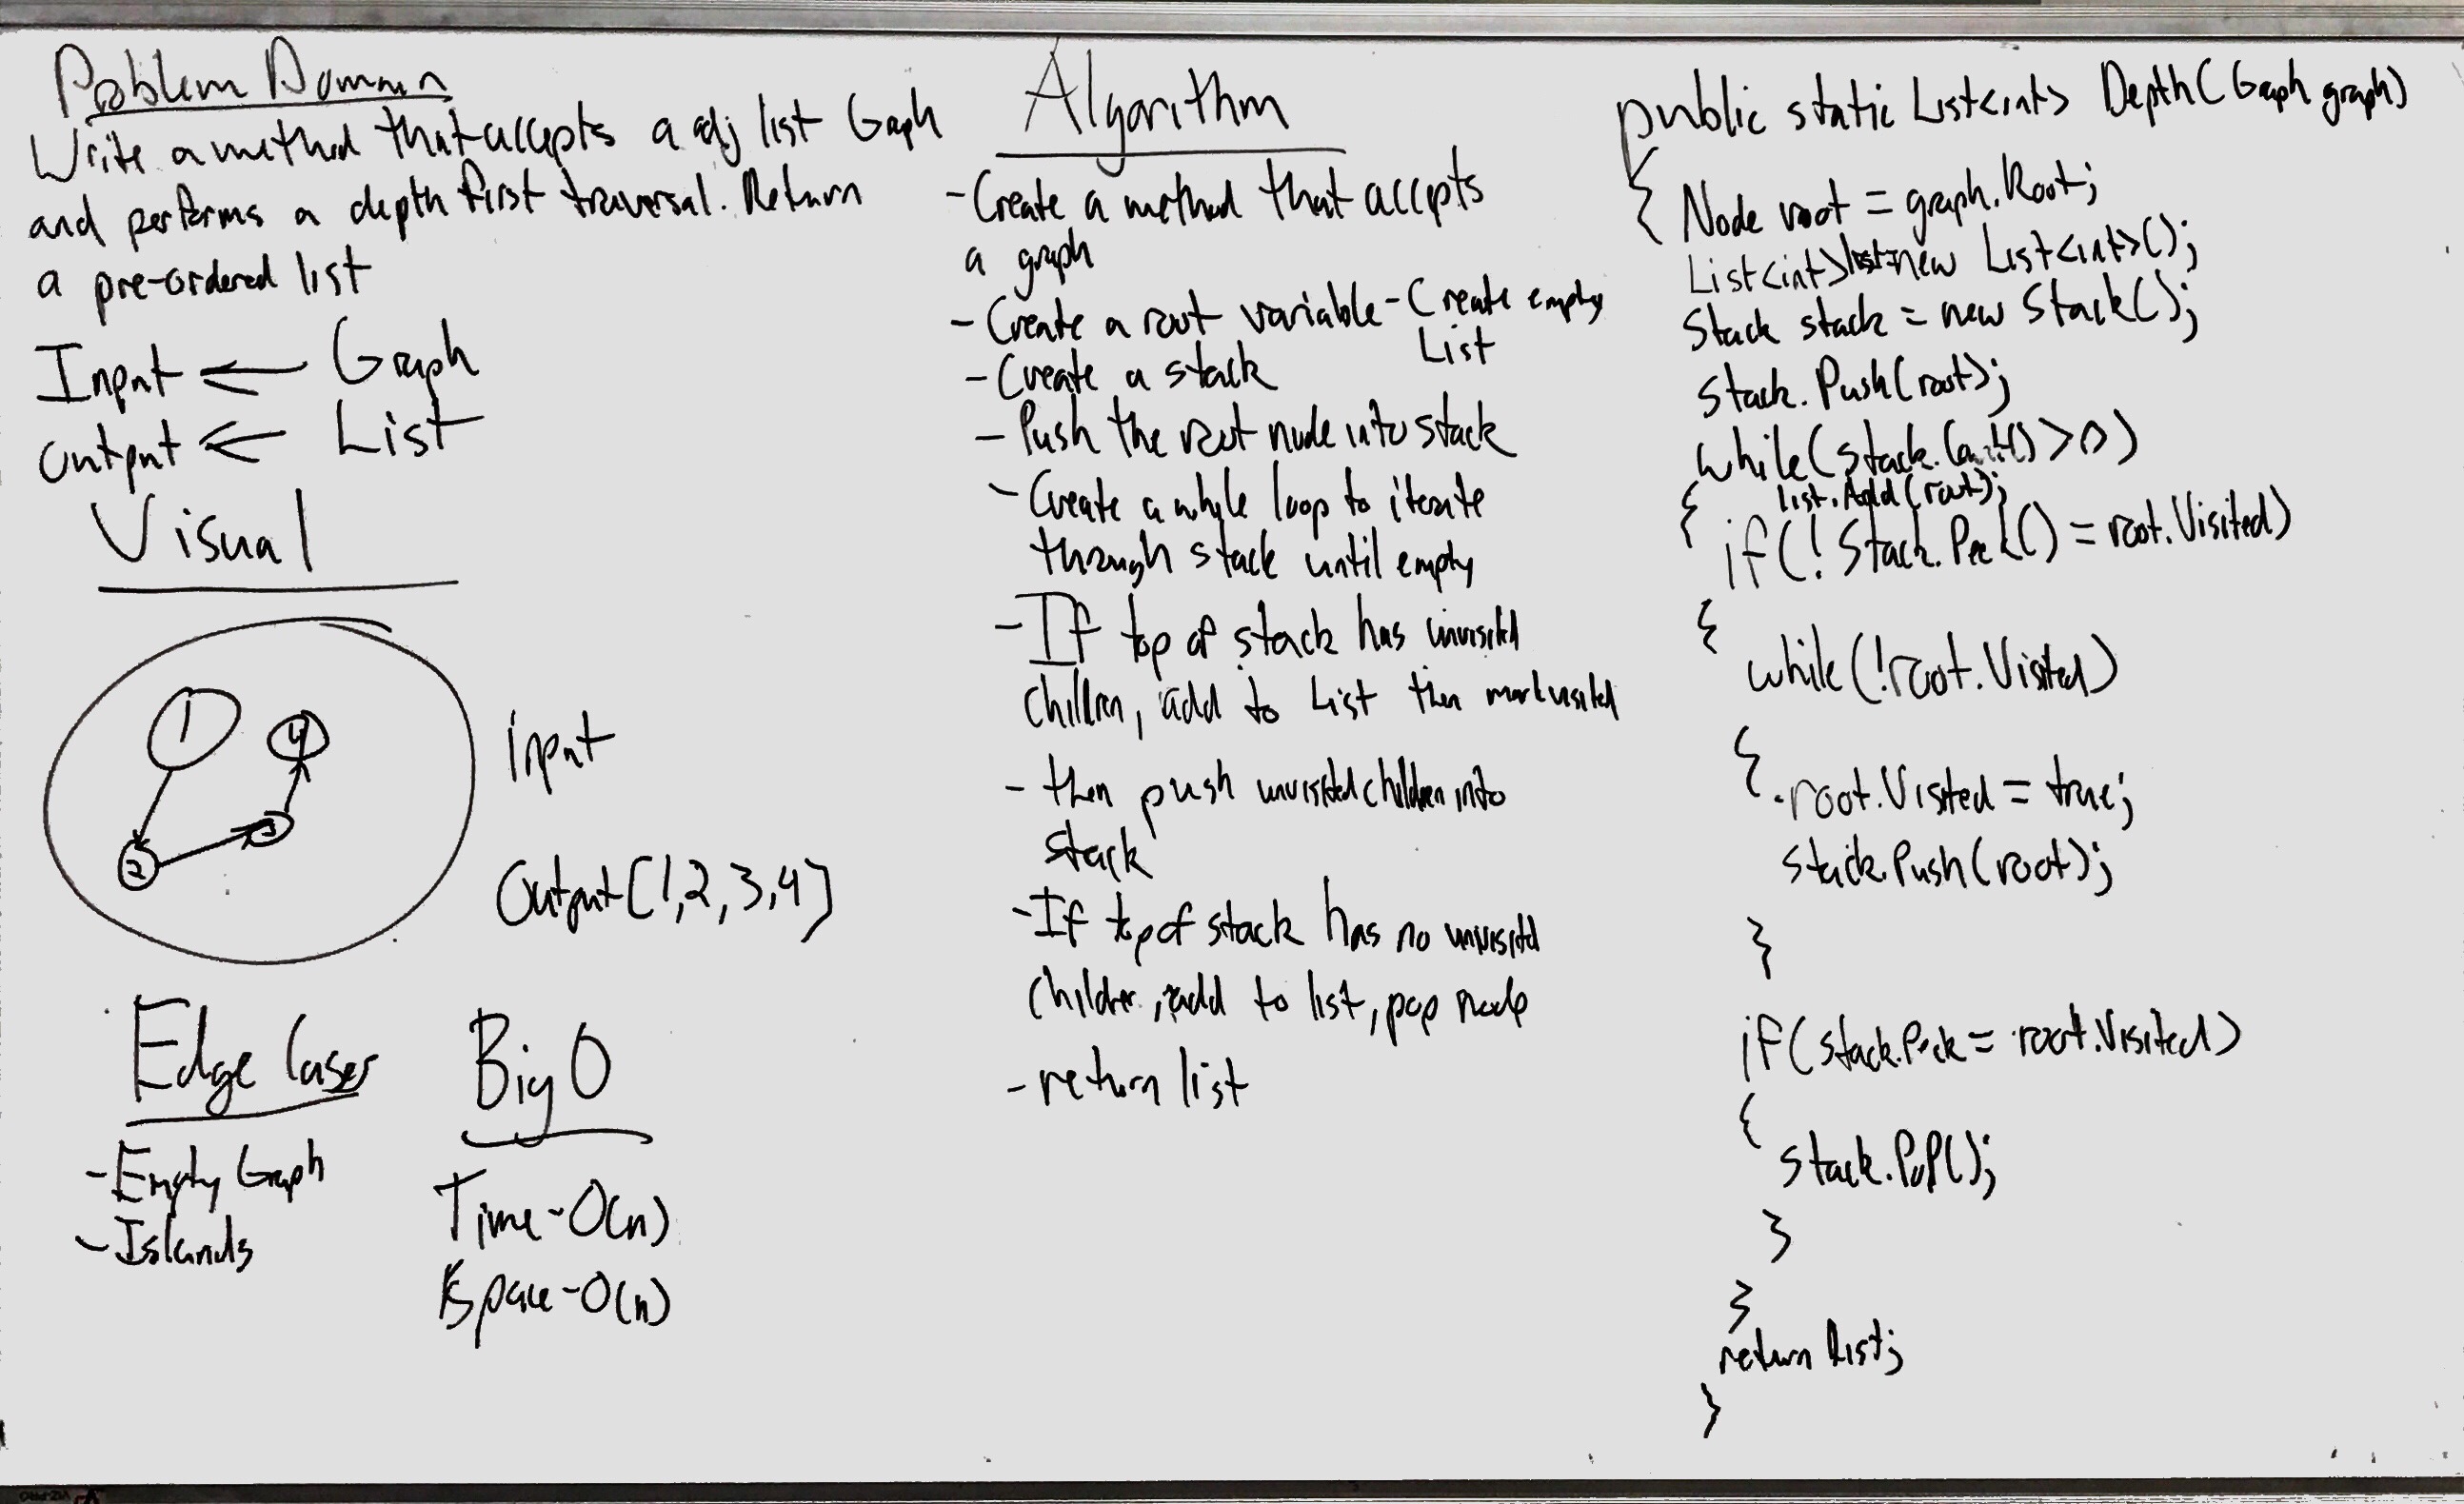 Problem Domain
Write a method that accepts a adj list Graph
and performs a depth first traversal. Return
a pre-ordered list
Input ← Graph
Output ← List
Visual
1
4
3
2
input
Output [1,2,3,4]
Edge Cases
- Empty Graph
- Islands
Big O
Time - O(n)
Space - O(n)
Algorithm
- Create a method that accepts
a graph
- Create a root variable - Create empty
List
- Create a stack
- Push the root node into stack
- Create a while loop to iterate
through stack until empty
- If top of stack has unvisited
children, add to List then mark visited
- then push unvisited children into
stack
- If top of stack has no unvisited
children, add to list, pop node
- return list
public static List<int> Depth(Graph graph)
{ Node root = graph.Root;
List<int> list = new List<int>();
Stack stack = new Stack();
Stack.Push(root);
while(stack.Count() > 0)
{ list.Add(root);
if(! Stack.Peek() = root.Visited)
{
while(!root.Visited)
{
root.Visited = true;
stack.Push(root);
}
if(stack.Peek = root.Visited)
{
stack.Pop();
}
}
return list;
}